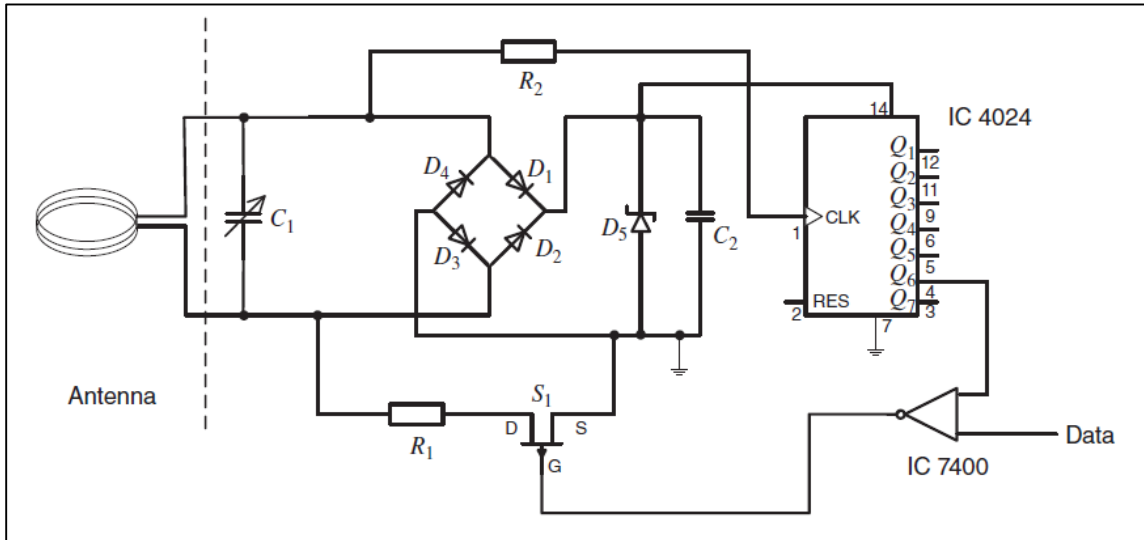 R2
14
IC 4024
Q1
12
Q2
11
Q3
9
Q4
6
Q5
5
Q6
4
Q7
3
CLK
1
RES
2
7
D4
D1
D3
D2
C1
D5
C2
Antenna
S1
D
S
G
R1
Data
IC 7400